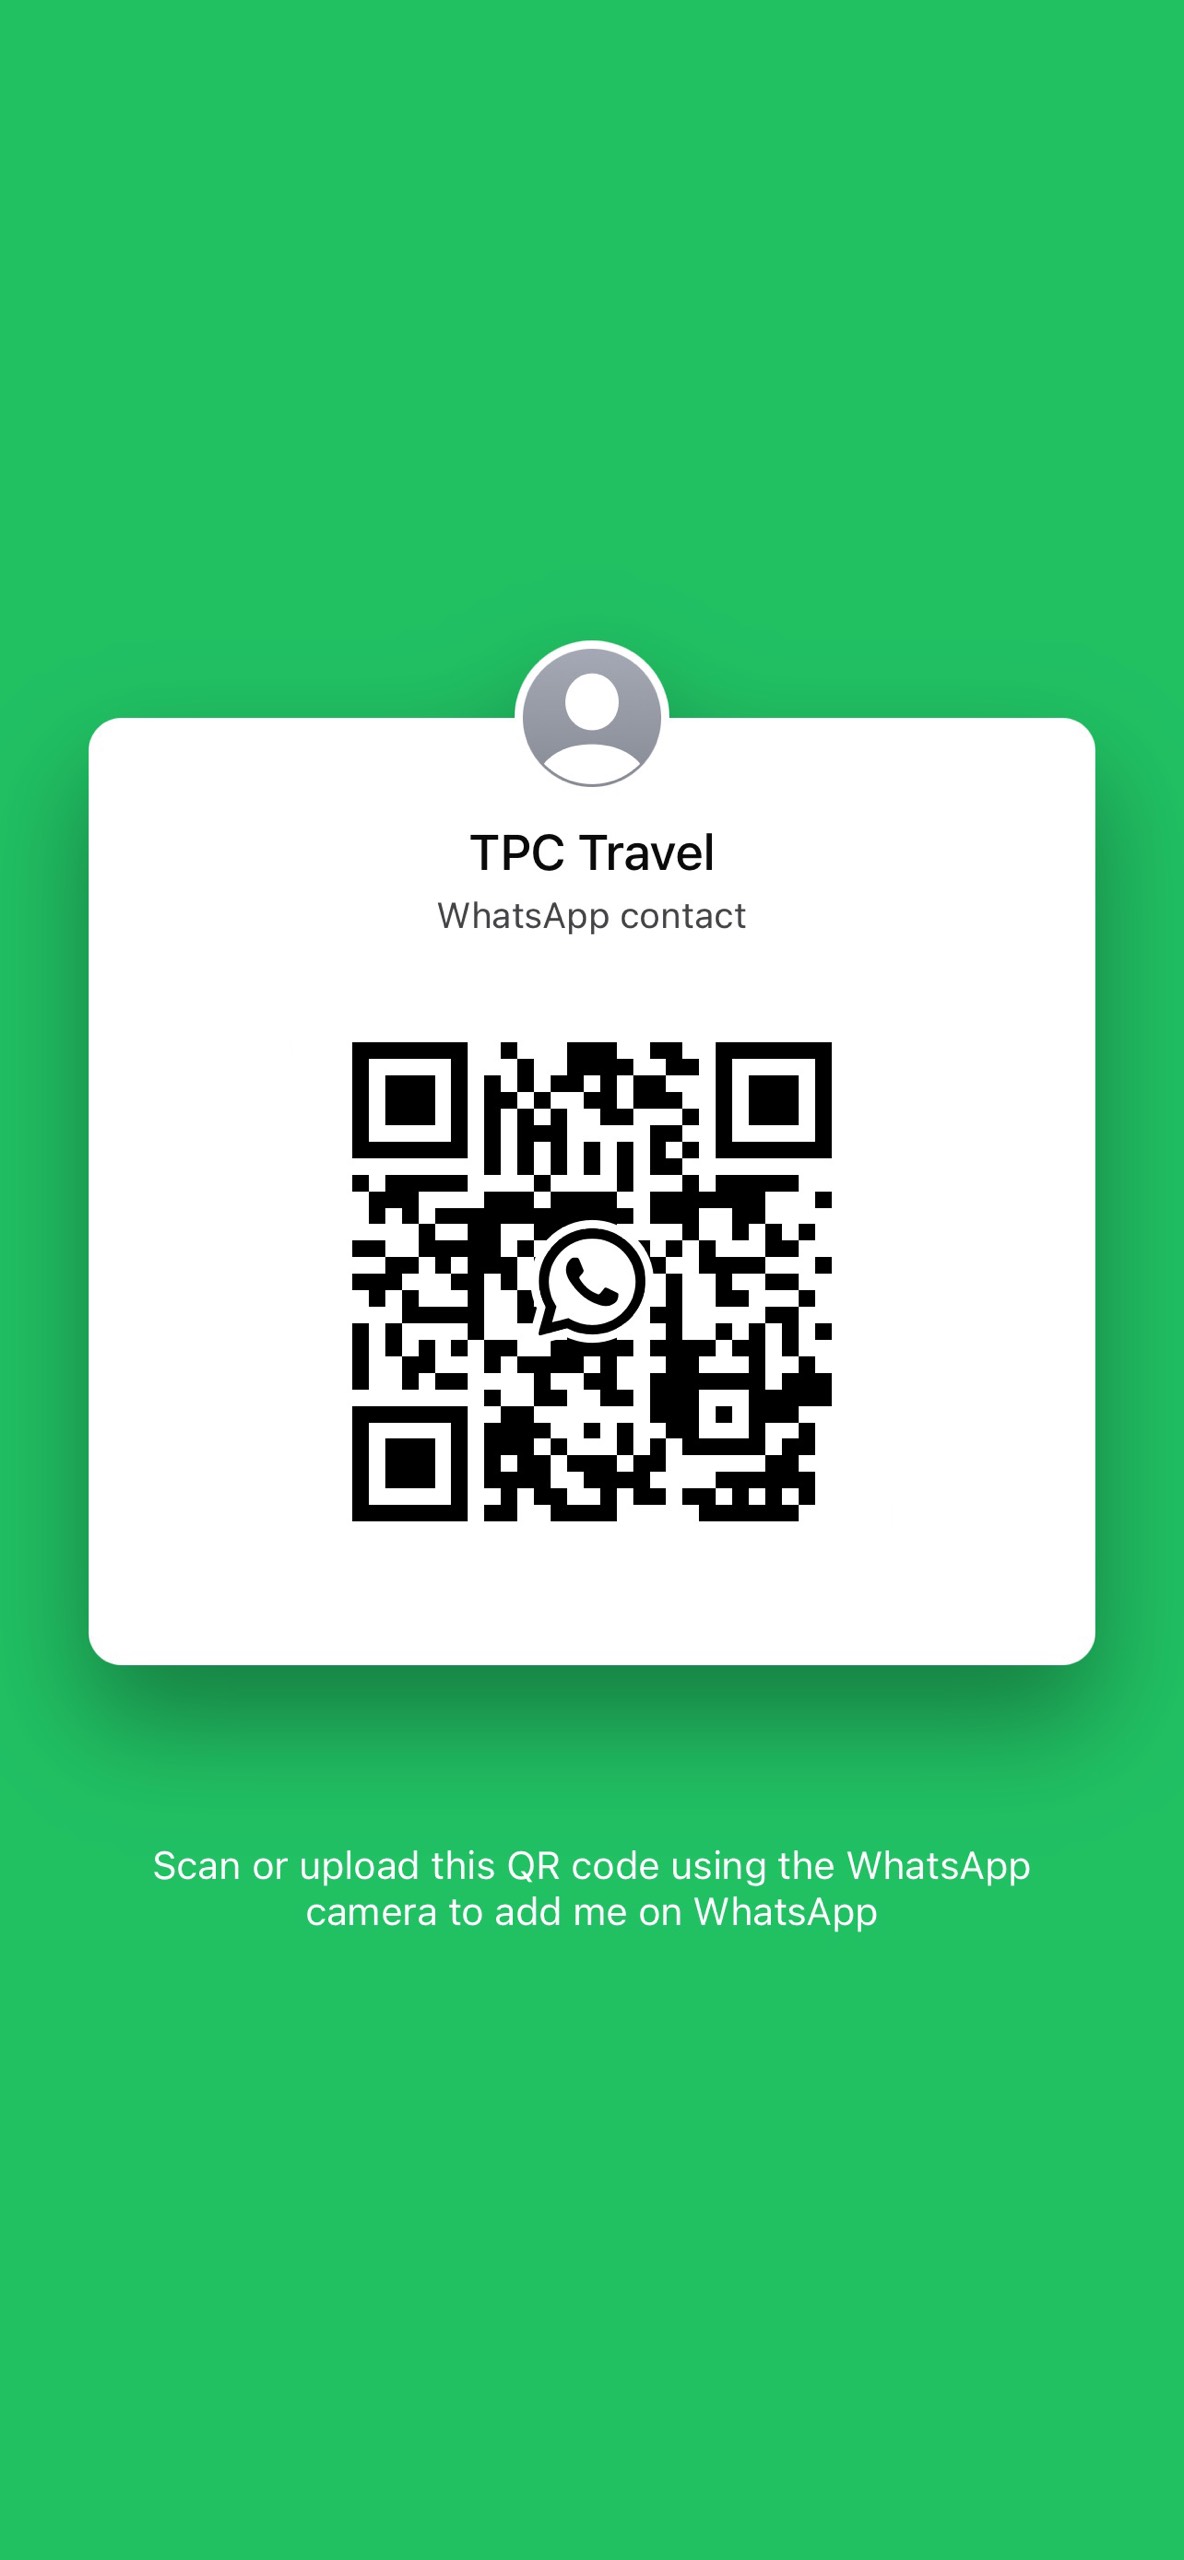 TPC Travel
WhatsApp contact
Scan or upload this QR code using the WhatsApp
camera to add me on WhatsApp